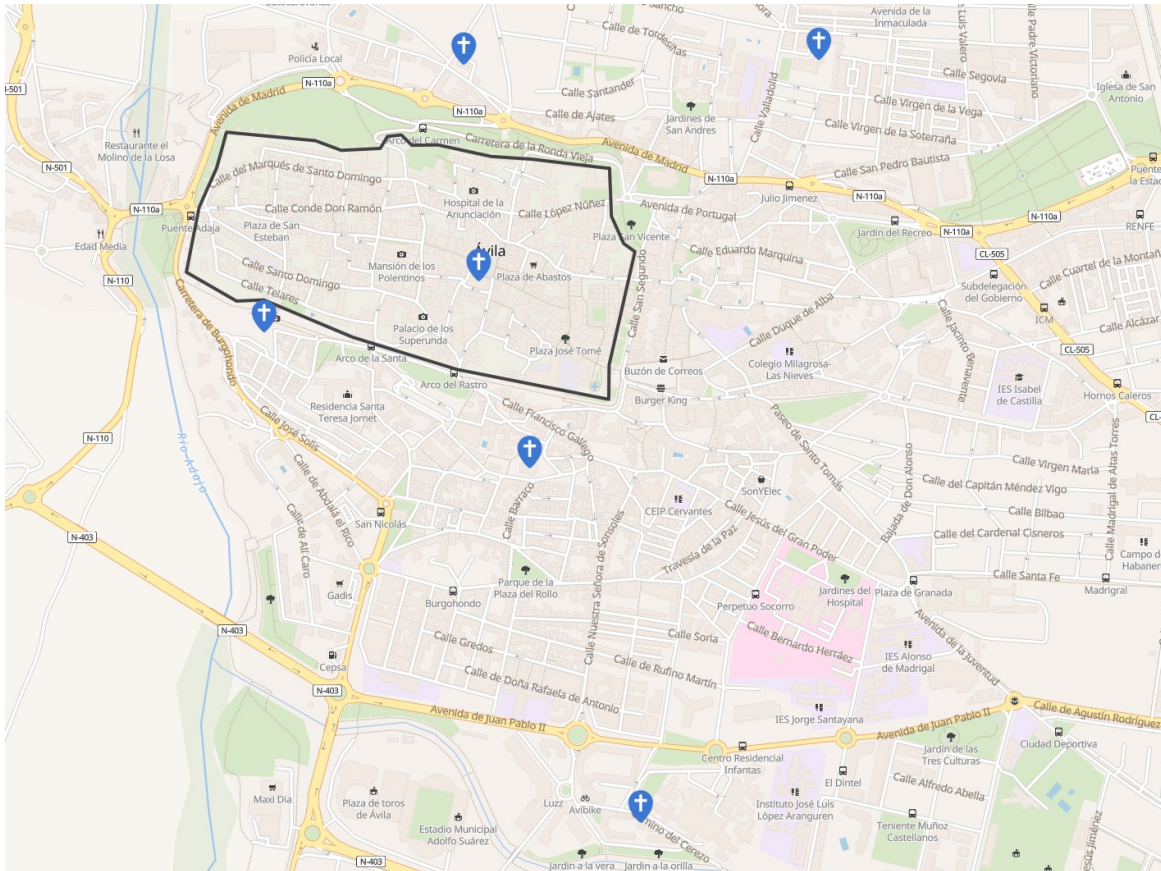 Policía Local
N-501
Restaurante el
Molino de la Losa
N-501
Avenida de Madrid
N-110a
N-110a
Calle Santander
Calle de Tordesillas
Calle de Ajates
Jardines de
San Andres
Calle Valladolid
Avenida de la
Inmaculada
Calle Segovia
Calle Virgen de la Vega
Calle Virgen de la Soterraña
Calle San Pedro Bautista
Calle Padre Victoriano
Iglesia de San
Antonio
Arco del Carmen
Carretera de la Ronda Vieja
Avenida de Madrid
N-110a
N-110a
N-110a
N-110a
Julio Jimenez
Avenida de Portugal
Jardín del Recreo
RENFE
CL-505
N-110a
Puente Adaja
Edad Media
N-110
Calle del Marqués de Santo Domingo
Calle Conde Don Ramón
Plaza de San
Esteban
Hospital de la
Anunciación
Calle López Núñez
Ávila
Mansión de los
Polentinos
Plaza de Abastos
Calle Santo Domingo
Calle Telares
Palacio de los
Superunda
Plaza José Tomé
Plaza San Vicente
Calle San Segundo
Calle Eduardo Marquina
Calle Duque de Alba
Subdelegación
del Gobierno
ICM
CL-505
Calle Alcázar
Calle Jacinto Benavente
Colegio Milagrosa-
Las Nieves
Buzón de Correos
Burger King
IES Isabel
de Castilla
Hornos Caleros
Carretera de Burgohondo
Arco de la Santa
Arco del Rastro
Residencia Santa
Teresa Jornet
Calle Francisco Gallego
Paseo de Santo Tomás
Calle José Solís
N-110
Río Adaja
Calle de Abdalá el Rico
Calle de Alí Caro
San Nicolás
Calle Barraco
CEIP Cervantes
SonYElec
Calle Jesús del Gran Poder
Bajada de Don Alonso
Calle Virgen María
Calle del Capitán Méndez Vigo
Calle Bilbao
Calle del Cardenal Cisneros
Calle Santa Fe
Calle Madrigal de Altas Torres
Madrigral
N-403
Calle Nuestra Señora de Sonsoles
Travesía de la Paz
Gadis
Burgohondo
Parque de la
Plaza del Rollo
Perpetuo Socorro
Jardines del
Hospital
Plaza de Granada
Calle Gredos
Calle Soria
Calle Bernardo Herráez
IES Alonso
de Madrigal
Avenida de la Juventud
N-403
Cepsa
N-403
Calle de Rufino Martín
Calle de Doña Rafaela de Antonio
Avenida de Juan Pablo II
IES Jorge Santayana
Avenida de Juan Pablo II
Calle de Agustín Rodríguez
Centro Residencial
Infantas
Jardín de las
Tres Culturas
Ciudad Deportiva
El Dintel
Calle Alfredo Abella
Maxi Dia
Plaza de toros
de Ávila
Estadio Municipal
Adolfo Suárez
Luzz
Avibike
Instituto José Luis
López Aranguren
Teniente Muñoz
Castellanos
N-403
Jardin a la vera
Jardin a la orilla